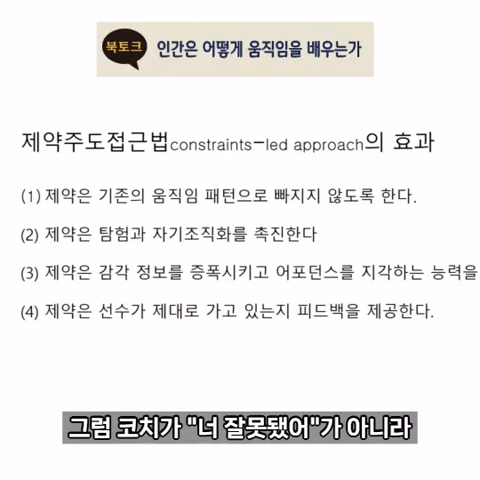 북토크 인간은 어떻게 움직임을 배우는가
제약주도접근법constraints-led approach의 효과
(1) 제약은 기존의 움직임 패턴으로 빠지지 않도록 한다.
(2) 제약은 탐험과 자기조직화를 촉진한다
(3) 제약은 감각 정보를 증폭시키고 어포던스를 지각하는 능력을
(4) 제약은 선수가 제대로 가고 있는지 피드백을 제공한다.
그럼 코치가 "너 잘못됐어"가 아니라